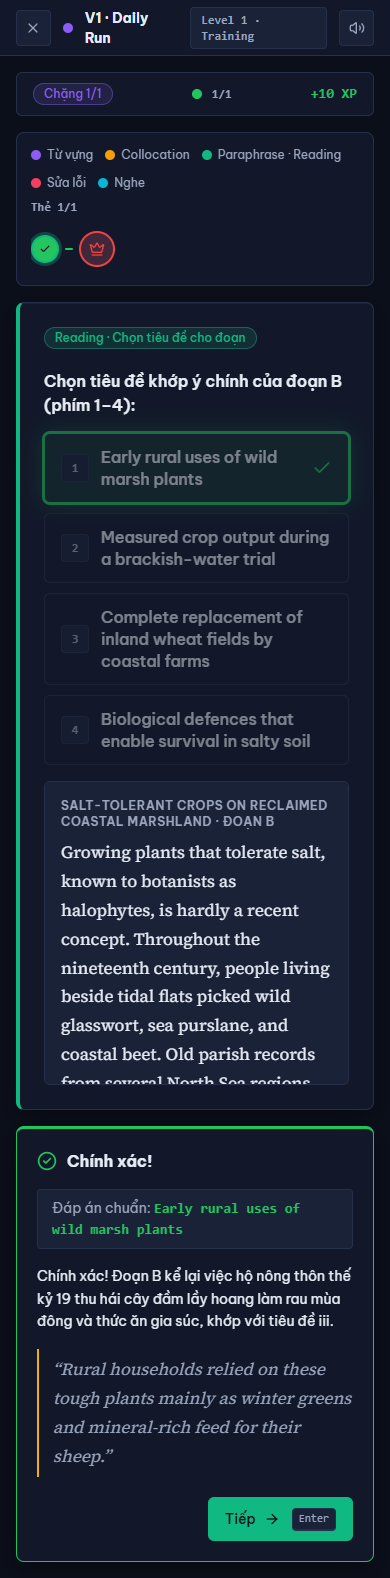 V1 · Daily
Run
Level 1 ·
Training
Chặng 1/1
1/1
+10 XP
Từ vựng
Collocation
Paraphrase · Reading
Sửa lỗi
Nghe
Thẻ 1/1
Reading · Chọn tiêu đề cho đoạn
Chọn tiêu đề khớp ý chính của đoạn B
(phím 1–4):
1
Early rural uses of wild
marsh plants
2
Measured crop output during
a brackish-water trial
3
Complete replacement of
inland wheat fields by
coastal farms
4
Biological defences that
enable survival in salty soil
SALT-TOLERANT CROPS ON RECLAIMED
COASTAL MARSHLAND · ĐOẠN B
Growing plants that tolerate salt,
known to botanists as
halophytes, is hardly a recent
concept. Throughout the
nineteenth century, people living
beside tidal flats picked wild
glasswort, sea purslane, and
coastal beet. Old parish records
from several North Sea regions
Chính xác!
Đáp án chuẩn: Early rural uses of
wild marsh plants
Chính xác! Đoạn B kể lại việc hộ nông thôn thế
kỷ 19 thu hái cây đầm lầy hoang làm rau mùa
đông và thức ăn gia súc, khớp với tiêu đề iii.
“Rural households relied on these
tough plants mainly as winter greens
and mineral-rich feed for their
sheep.”
Tiếp → Enter